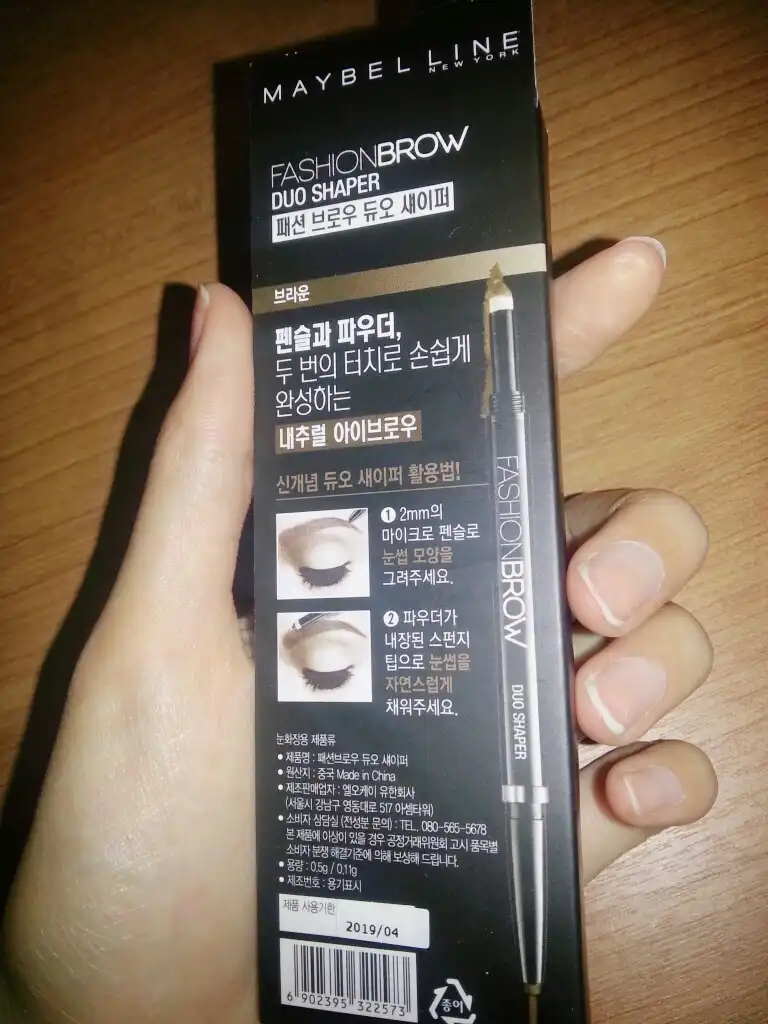 MAYBELLINE
NEW YORK
FASHIONBROW
DUO SHAPER
패션 브로우 듀오 섀이퍼
브라운
펜슬과 파우더,
두 번의 터치로 손쉽게
완성하는
내추럴 아이브로우
신개념 듀오 섀이퍼 활용법!
1 2mm의
마이크로 펜슬로
눈썹 모양을
그려주세요.
2 파우더가
내장된 스펀지
팁으로 눈썹을
자연스럽게
채워주세요.
FASHIONBROW
DUO SHAPER
눈화장용 제품류
• 제품명 : 패션브로우 듀오 섀이퍼
• 원산지 : 중국 Made in China
• 제조판매업자 : 엘오케이 유한회사
(서울시 강남구 영동대로 517 아셈타워)
• 소비자 상담실 (전성분 문의) : TEL. 080-565-5678
본 제품에 이상이 있을 경우 공정거래위원회 고시 품목별
소비자 분쟁 해결기준에 의해 보상해 드립니다.
• 용량 : 0.5g / 0.11g
• 제조번호 : 용기표시
제품 사용기한
2019/04
6 902395 322573
종이